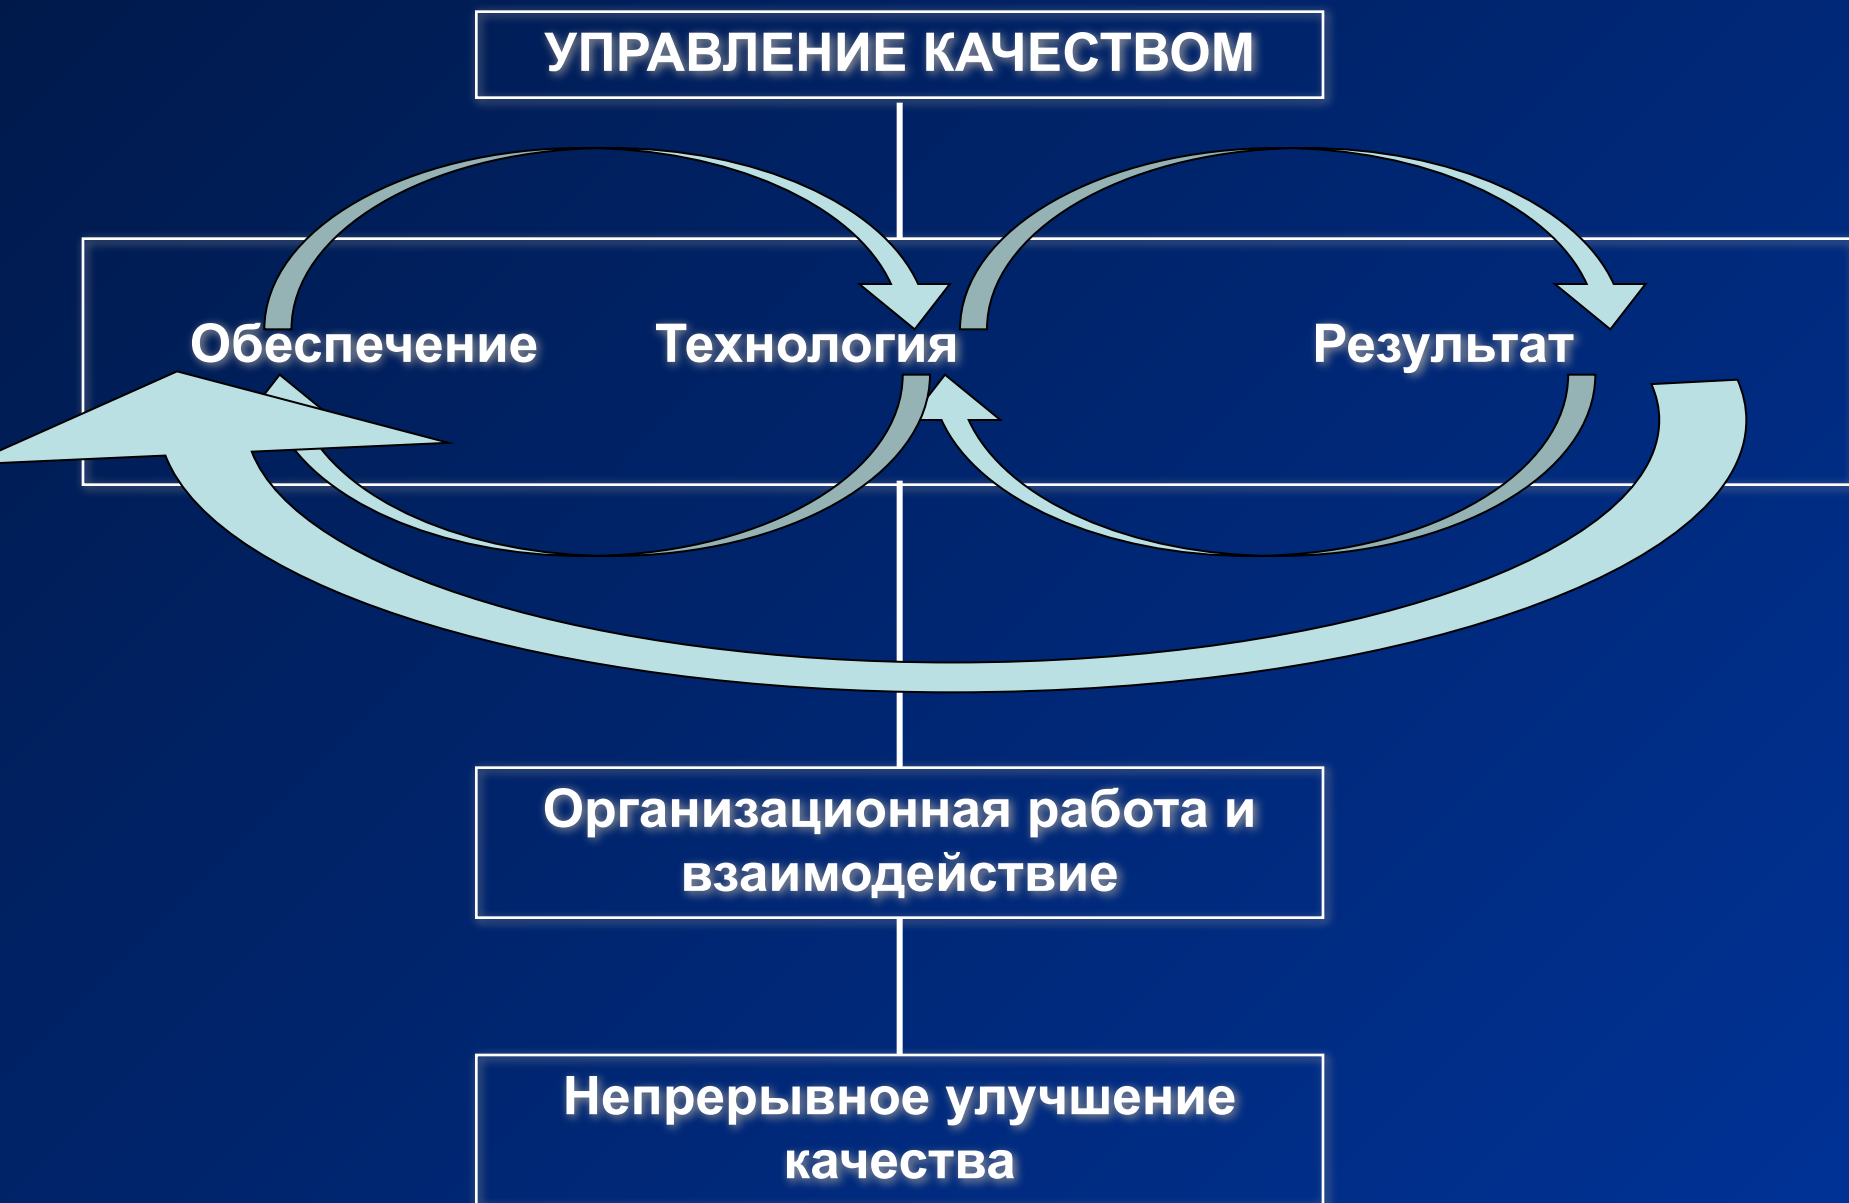 УПРАВЛЕНИЕ КАЧЕСТВОМ
Обеспечение Технология Результат
Организационная работа и
взаимодействие
Непрерывное улучшение
качества